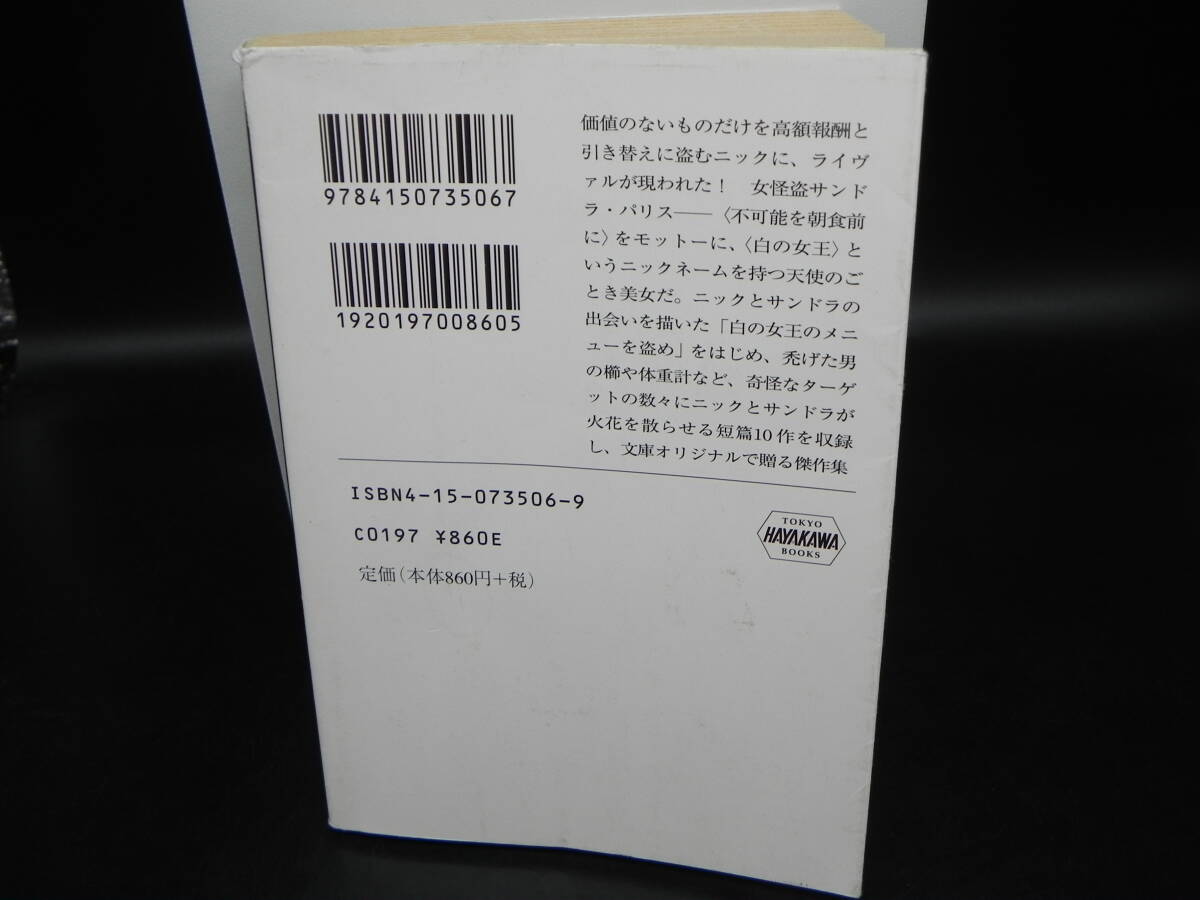 9784150735067
1920197008605
価値のないものだけを高額報酬と
引き替えに盗むニックに、ライヴ
ァルが現われた！　女怪盗サンド
ラ・パリス──〈不可能を朝食前
に〉をモットーに、〈白の女王〉と
いうニックネームを持つ天使のご
とき美女だ。ニックとサンドラの
出会いを描いた「白の女王のメニ
ューを盗め」をはじめ、禿げた男
の櫛や体重計など、奇怪なターゲ
ットの数々にニックとサンドラが
火花を散らせる短篇10作を収録
し、文庫オリジナルで贈る傑作集
ISBN4-15-073506-9
C0197 ¥860E
定価(本体860円+税)
TOKYO
HAYAKAWA
BOOKS